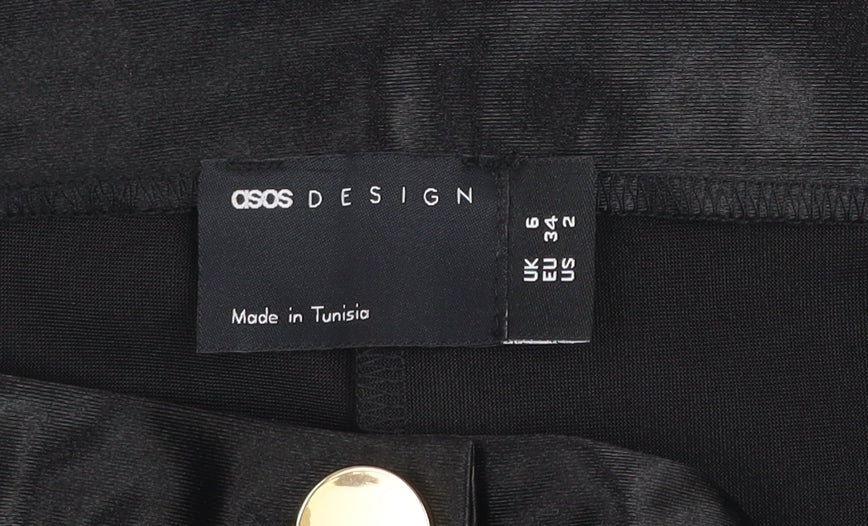 asos DESIGN
Made in Tunisia
UK 6
EU 34
US 2